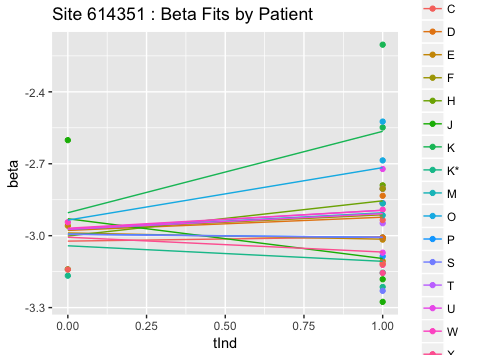 Site 614351 : Beta Fits by Patient
beta
-2.4
-2.7
-3.0
-3.3
0.00 0.25 0.50 0.75 1.00
tInd
C
D
E
F
H
J
K
K*
M
O
P
S
T
U
W